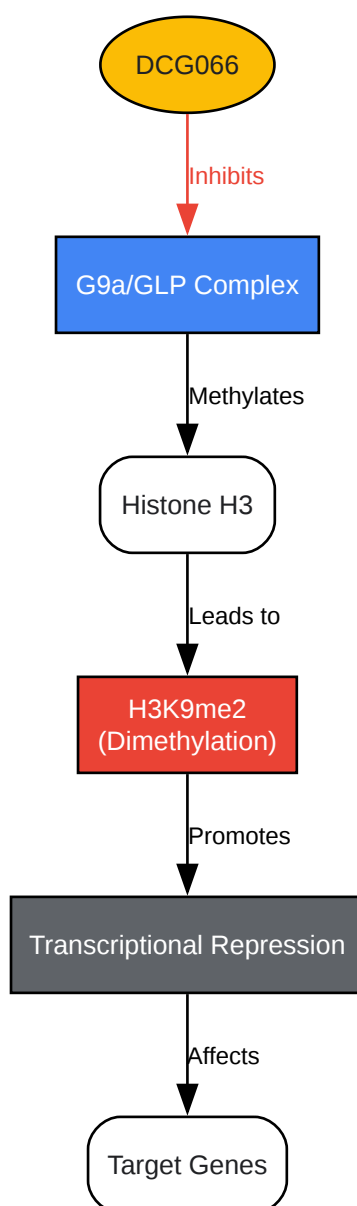 DCG066
Inhibits
G9a/GLP Complex
Methylates
Histone H3
Leads to
H3K9me2
(Dimethylation)
Promotes
Transcriptional Repression
Affects
Target Genes